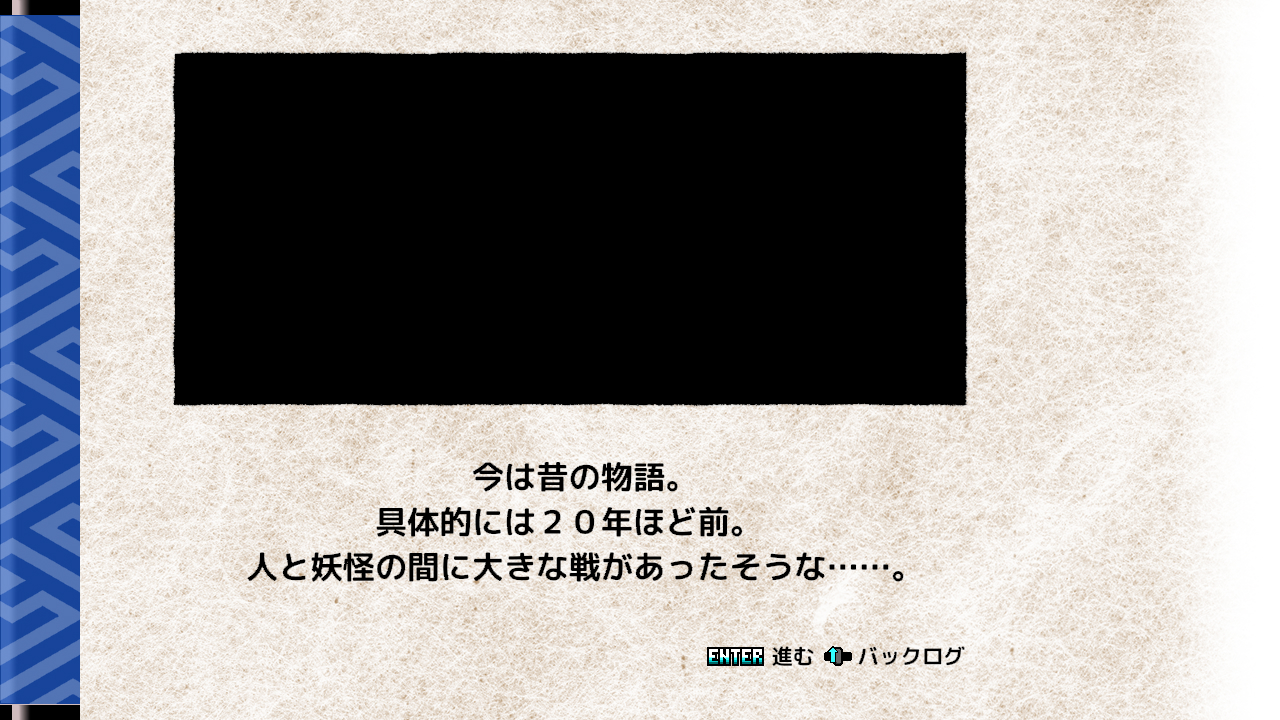 今は昔の物語。
具体的には２０年ほど前。
人と妖怪の間に大きな戦があったそうな……。
ENTER 進む バックログ